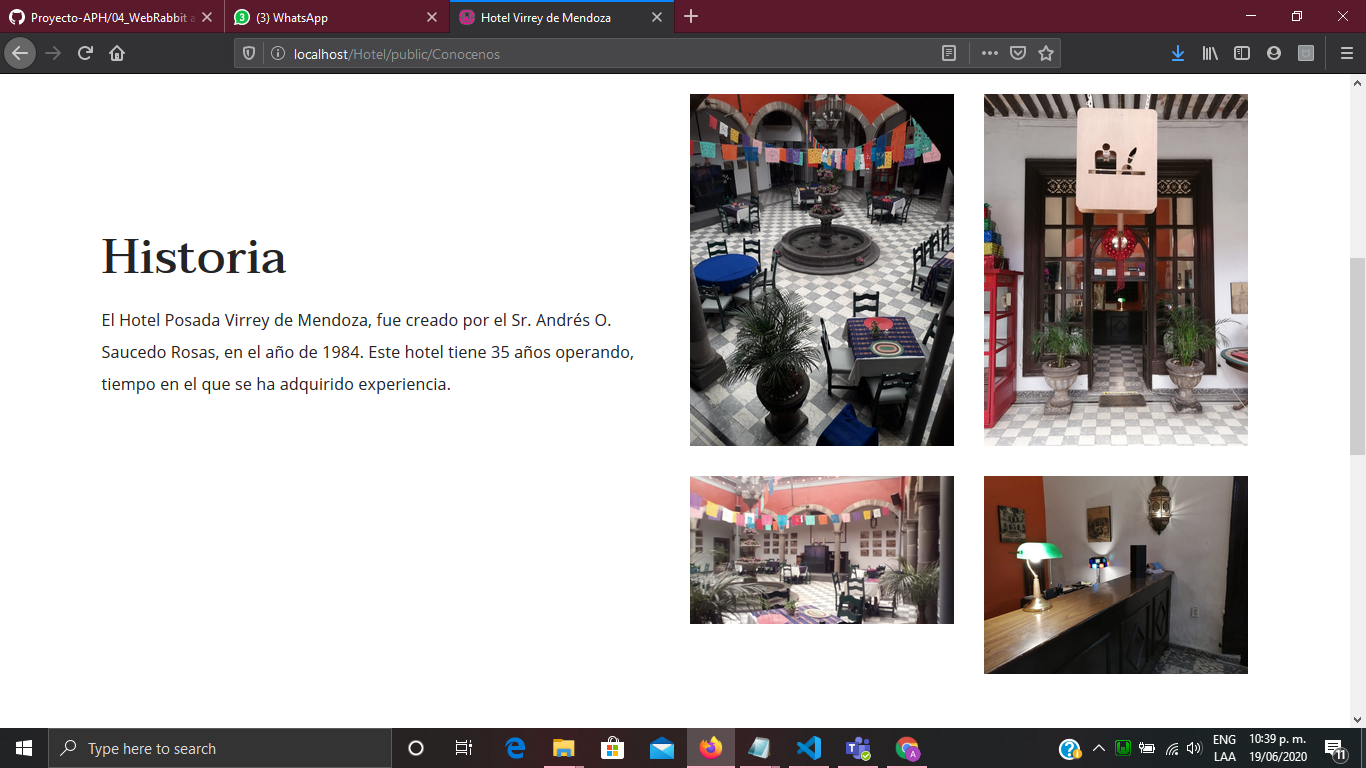 Proyecto-APH/04_WebRabbit a
(3) WhatsApp
Hotel Virrey de Mendoza
localhost/Hotel/public/Conocenos
Historia
El Hotel Posada Virrey de Mendoza, fue creado por el Sr. Andrés O.
Saucedo Rosas, en el año de 1984. Este hotel tiene 35 años operando,
tiempo en el que se ha adquirido experiencia.
Type here to search
ENG
LAA
10:39 p. m.
19/06/2020
11